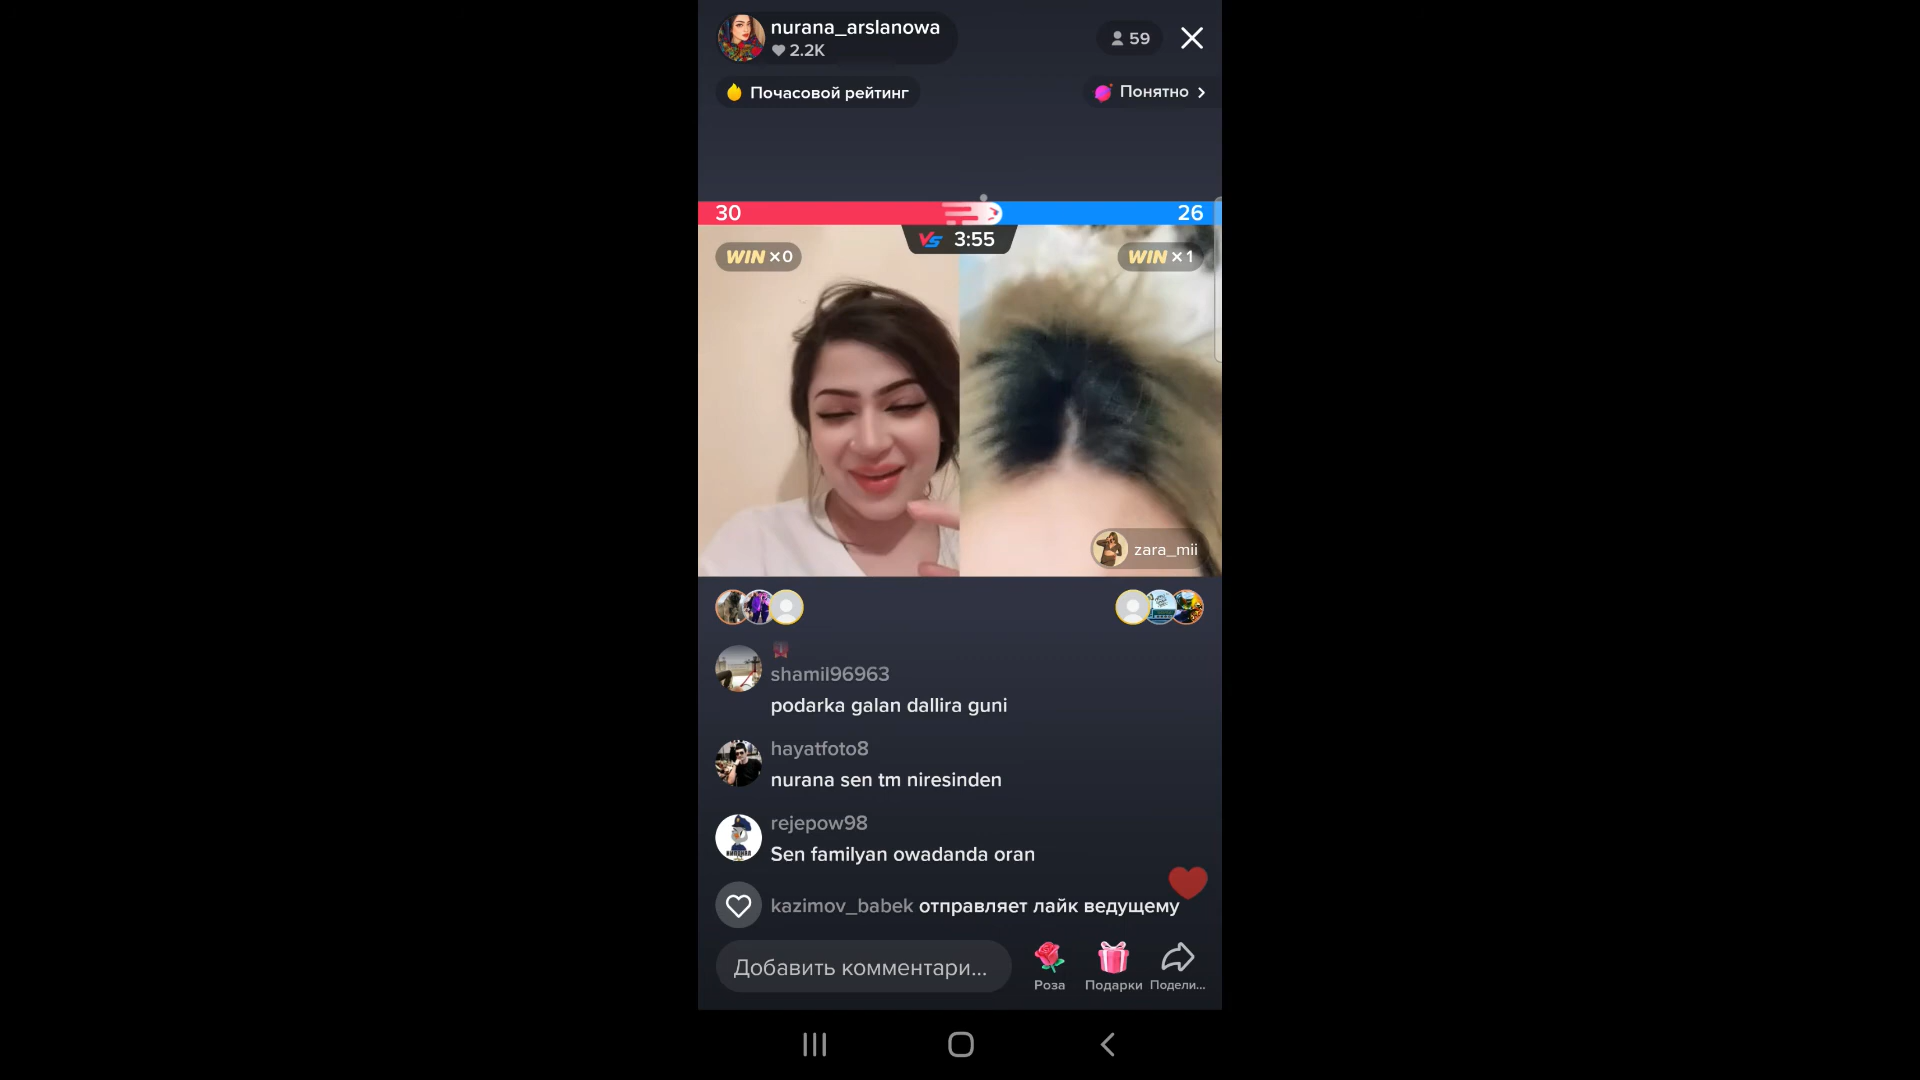 nurana_arslanowa
2.2K
59
Почасовой рейтинг
Понятно
30
26
VS 3:55
WIN ×0
WIN ×1
zara_mii
shamil96963
podarka galan dallira guni
hayatfoto8
nurana sen tm niresinden
rejepow98
Sen familyan owadanda oran
kazimov_babek отправляет лайк ведущему
Добавить комментари...
Роза
Подарки
Подели...